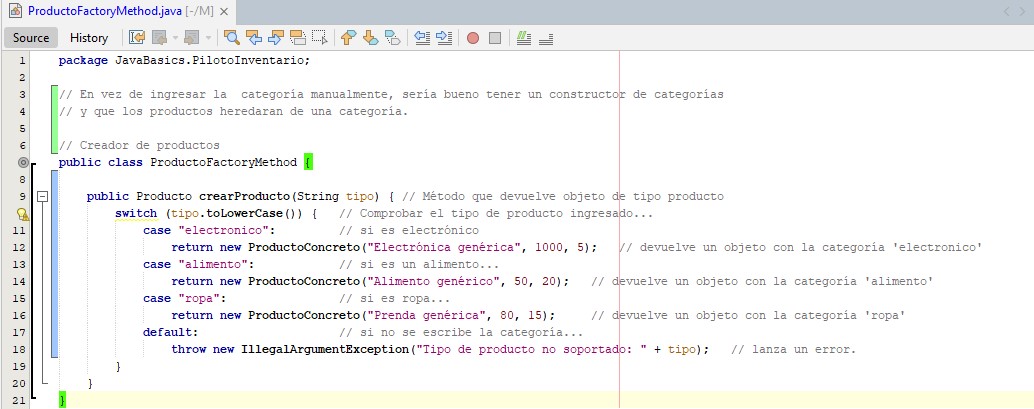 ProductoFactoryMethod.java [-/M]
Source History
1 package JavaBasics.PilotoInventario;
2
3 // En vez de ingresar la  categoría manualmente, sería bueno tener un constructor de categorías
4 // y que los productos heredaran de una categoría.
5
6 // Creador de productos
public class ProductoFactoryMethod {
8
9 public Producto crearProducto(String tipo) { // Método que devuelve objeto de tipo producto
switch (tipo.toLowerCase()) {   // Comprobar el tipo de producto ingresado...
11 case "electronico":         // si es electrónico
12 return new ProductoConcreto("Electrónica genérica", 1000, 5);   // devuelve un objeto con la categoría 'electronico'
13 case "alimento":            // si es un alimento...
14 return new ProductoConcreto("Alimento genérico", 50, 20);   // devuelve un objeto con la categoría 'alimento'
15 case "ropa":                // si es ropa...
16 return new ProductoConcreto("Prenda genérica", 80, 15);     // devuelve un objeto con la categoría 'ropa'
17 default:                    // si no se escribe la categoría...
18 throw new IllegalArgumentException("Tipo de producto no soportado: " + tipo);   // lanza un error.
19 }
20 }
21 }